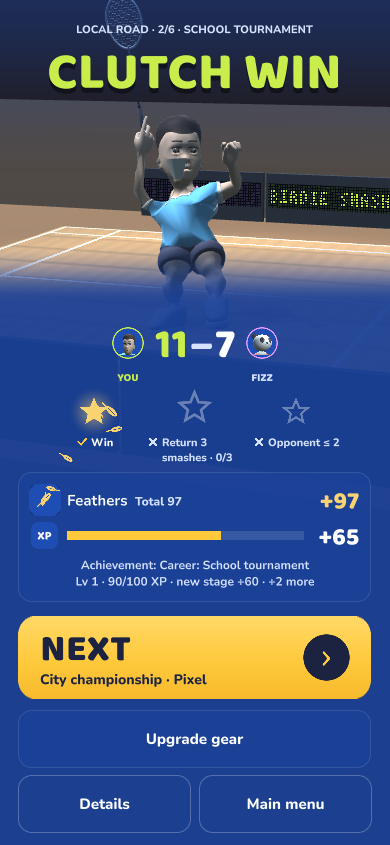 LOCAL ROAD · 2/6 · SCHOOL TOURNAMENT
CLUTCH WIN
BIRDIE SMASH
11–7
YOU
FIZZ
Win
Return 3
smashes · 0/3
Opponent ≤ 2
Feathers Total 97
+97
XP
+65
Achievement: Career: School tournament
Lv 1 · 90/100 XP · new stage +60 · +2 more
NEXT
City championship · Pixel
Upgrade gear
Details
Main menu